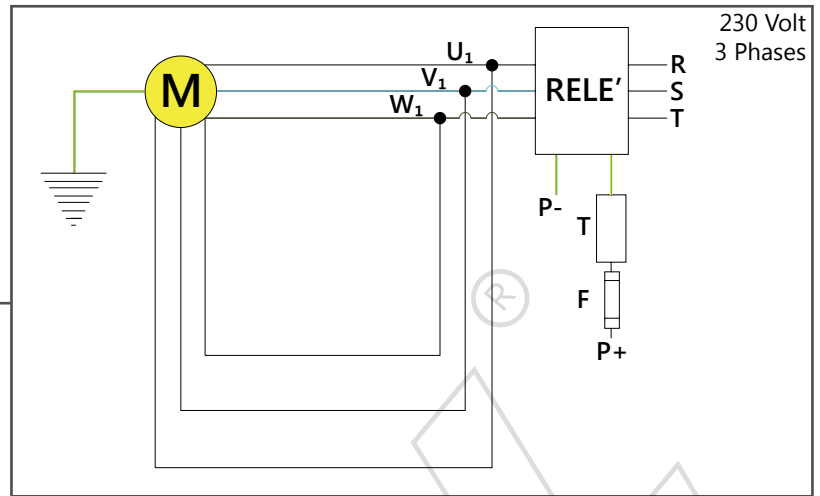 230 Volt
3 Phases
U₁
R
V₁
M
RELE’
S
W₁
T
P-
T
®
F
P+